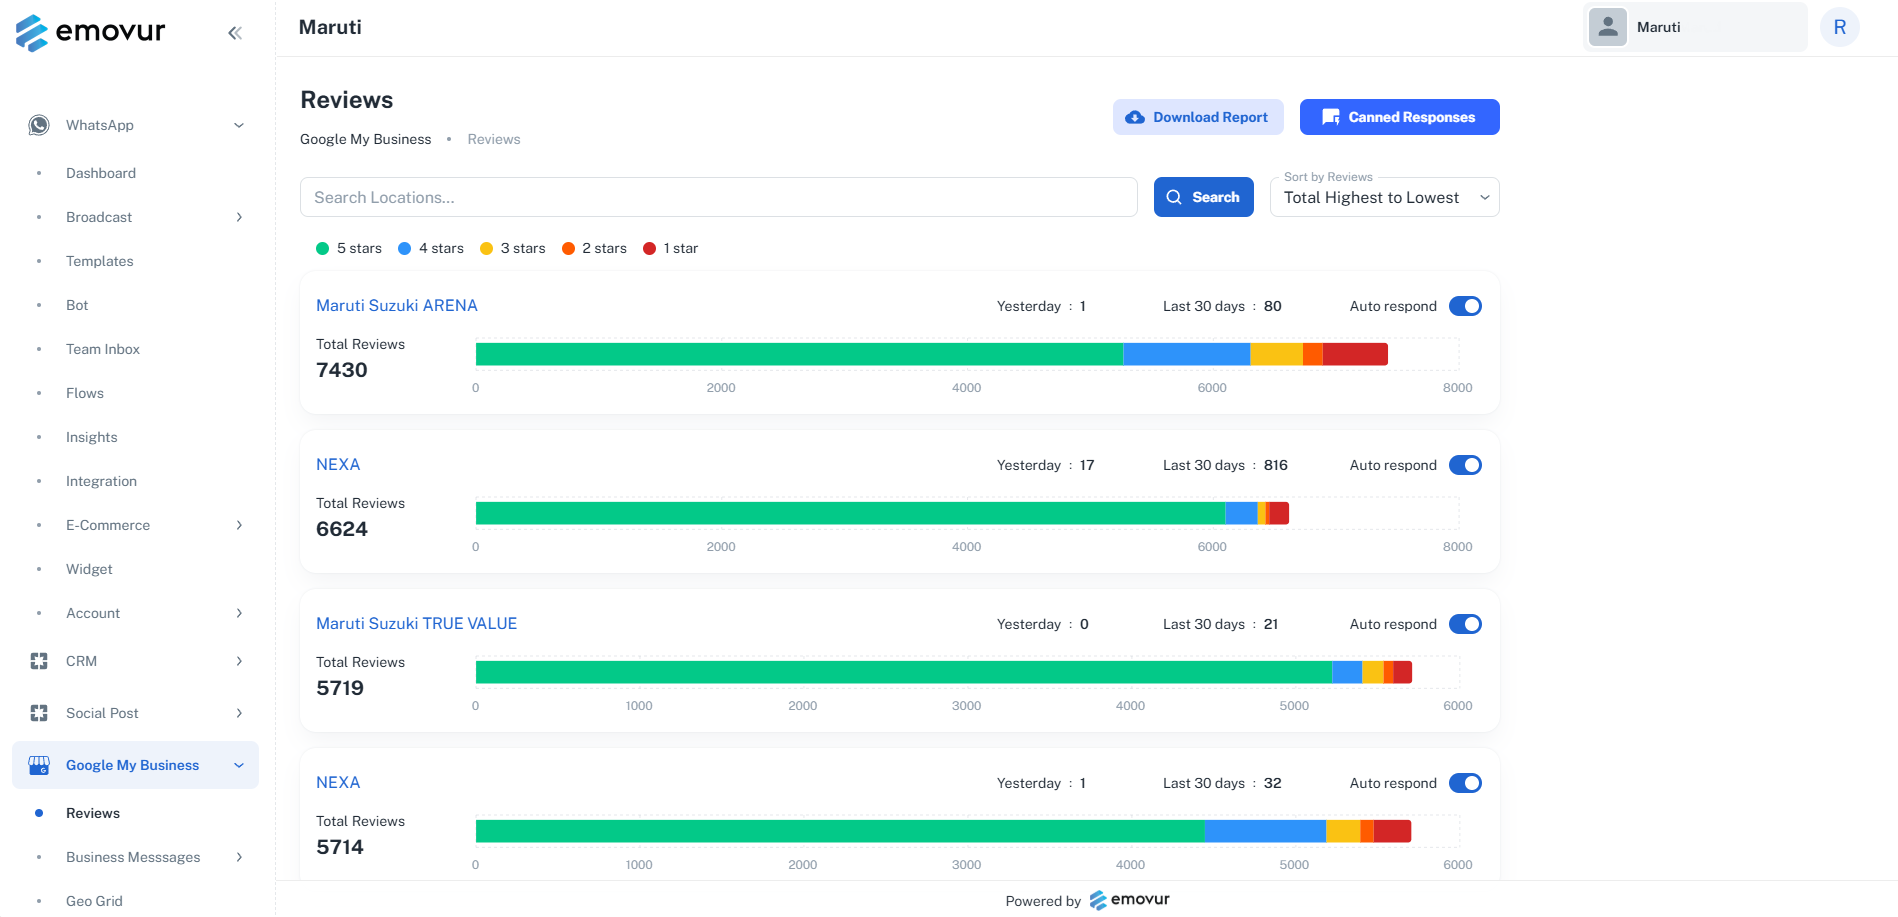 emovur
Maruti
Maruti
R
WhatsApp
Dashboard
Broadcast
Templates
Bot
Team Inbox
Flows
Insights
Integration
E-Commerce
Widget
Account
CRM
Social Post
Google My Business
Reviews
Business Messsages
Geo Grid
Reviews
Google My Business • Reviews
Download Report
Canned Responses
Search Locations...
Search
Sort by Reviews
Total Highest to Lowest
5 stars 4 stars 3 stars 2 stars 1 star
Maruti Suzuki ARENA Yesterday : 1 Last 30 days : 80 Auto respond
Total Reviews
7430
0 2000 4000 6000 8000
NEXA Yesterday : 17 Last 30 days : 816 Auto respond
Total Reviews
6624
0 2000 4000 6000 8000
Maruti Suzuki TRUE VALUE Yesterday : 0 Last 30 days : 21 Auto respond
Total Reviews
5719
0 1000 2000 3000 4000 5000 6000
NEXA Yesterday : 1 Last 30 days : 32 Auto respond
Total Reviews
5714
0 1000 2000 3000 4000 5000 6000
Powered by emovur